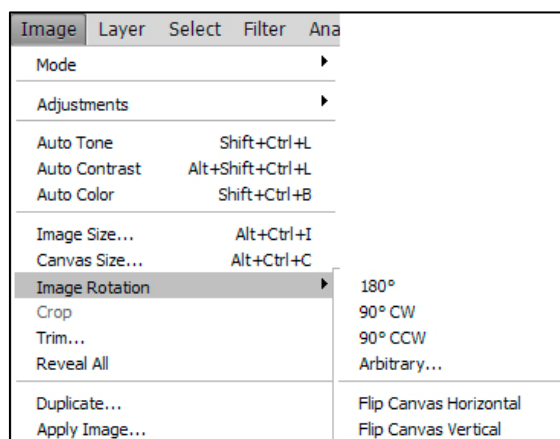 Image Layer Select Filter Ana
Mode
Adjustments
Auto Tone Shift+Ctrl+L
Auto Contrast Alt+Shift+Ctrl+L
Auto Color Shift+Ctrl+B
Image Size... Alt+Ctrl+I
Canvas Size... Alt+Ctrl+C
Image Rotation
Crop
Trim...
Reveal All
Duplicate...
Apply Image...
180°
90° CW
90° CCW
Arbitrary...
Flip Canvas Horizontal
Flip Canvas Vertical